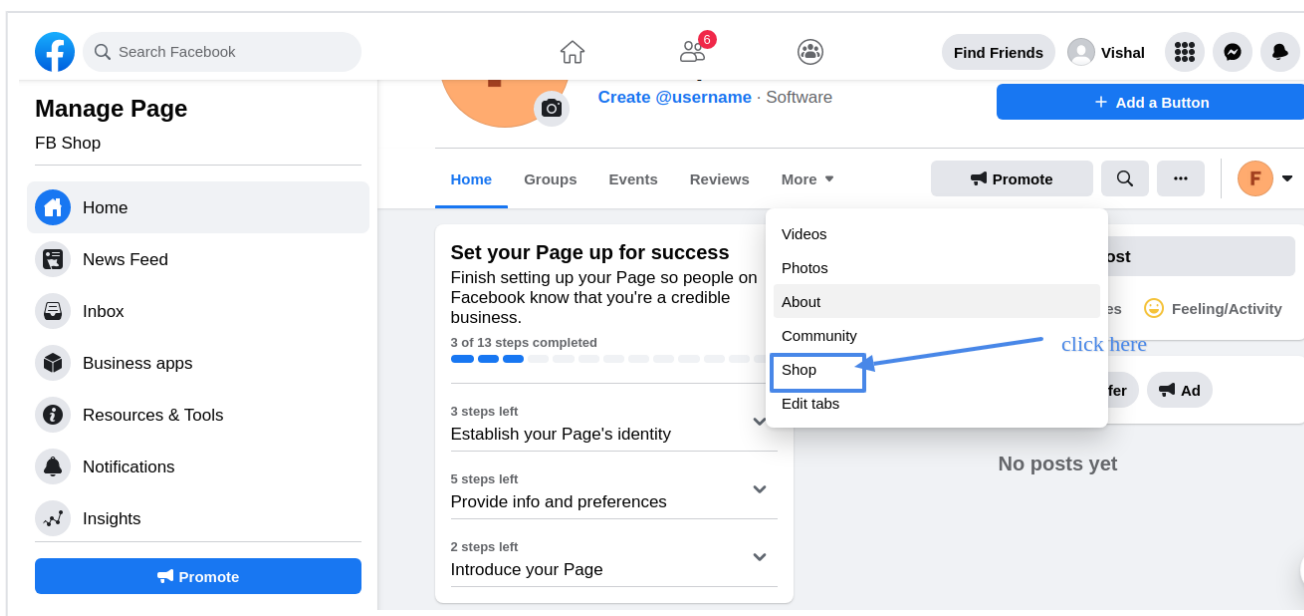 Search Facebook
6
Find Friends
Vishal
Manage Page
FB Shop
Home
News Feed
Inbox
Business apps
Resources & Tools
Notifications
Insights
Promote
Create @username · Software
+ Add a Button
Home
Groups
Events
Reviews
More
Promote
F
Set your Page up for success
Finish setting up your Page so people on
Facebook know that you're a credible
business.
3 of 13 steps completed
3 steps left
Establish your Page's identity
5 steps left
Provide info and preferences
2 steps left
Introduce your Page
Videos
Photos
About
Community
Shop
Edit tabs
click here
ost
es
Feeling/Activity
fer
Ad
No posts yet